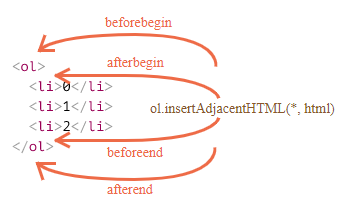 beforebegin
<ol>
afterbegin
<li>0</li>
<li>1</li>
ol.insertAdjacentHTML(*, html)
<li>2</li>
</ol>
beforeend
afterend